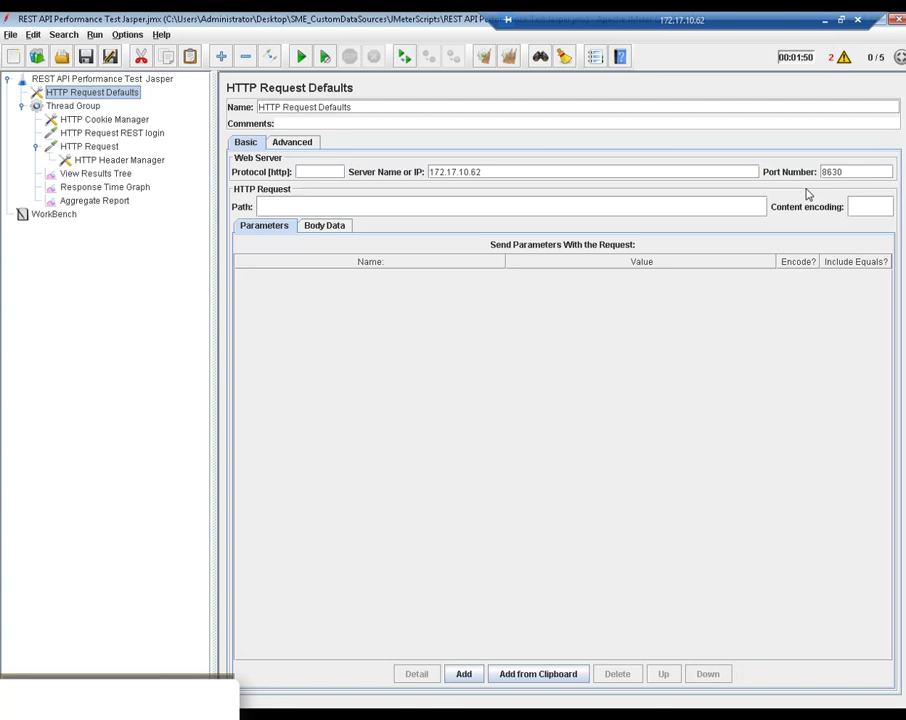 REST API Performance Test Jasper.jmx (C:\Users\Administrator\Desktop\SME_CustomDataSources\JMeterScripts\REST API
172.17.10.62
File Edit Search Run Options Help
00:01:50 2 0 / 5
REST API Performance Test Jasper
HTTP Request Defaults
Thread Group
HTTP Cookie Manager
HTTP Request REST login
HTTP Request
HTTP Header Manager
View Results Tree
Response Time Graph
Aggregate Report
WorkBench
HTTP Request Defaults
Name: HTTP Request Defaults
Comments:
Basic Advanced
Web Server
Protocol [http]: Server Name or IP: 172.17.10.62 Port Number: 8630
HTTP Request
Path: Content encoding:
Parameters Body Data
Send Parameters With the Request:
Name: Value Encode? Include Equals?
Detail Add Add from Clipboard Delete Up Down